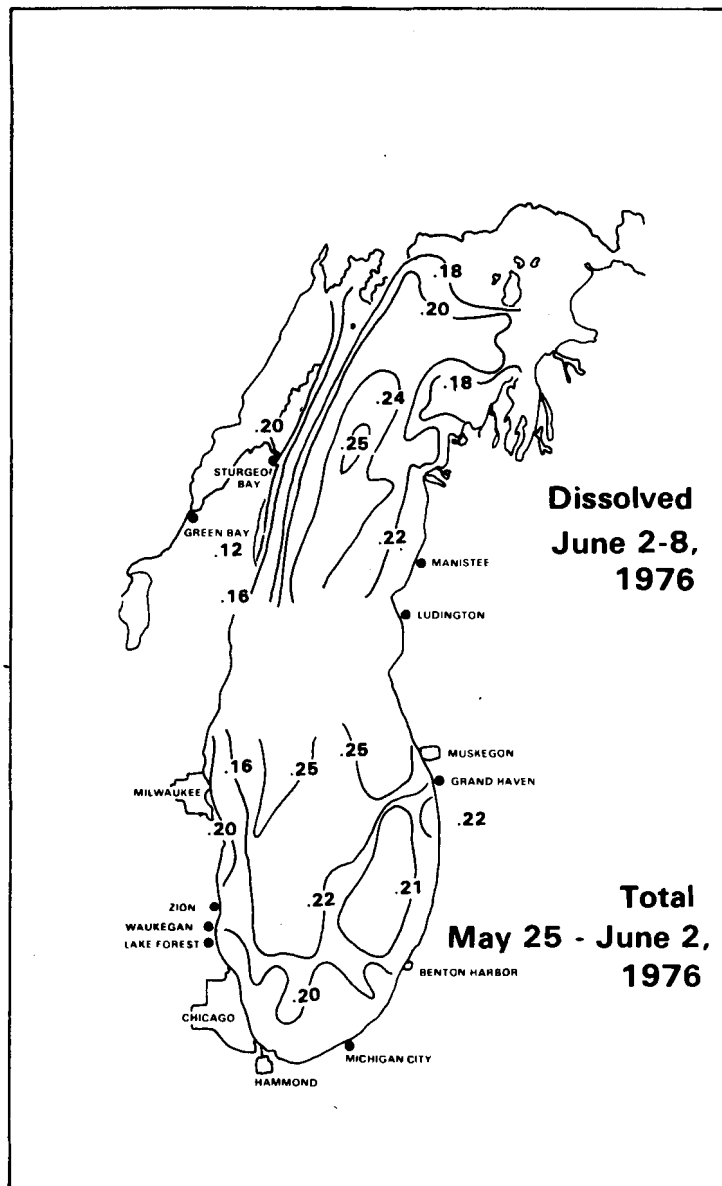 .18
.20
.18
.24
.20
.25
STURGEO
BAY
Dissolved
GREEN BAY
June 2-8,
.22
.12
MANISTEE
1976
.16
LUDINGTON
.25
MUSKEGON
.16
.25
GRAND HAVEN
MILWAUKEE
.22
.20
.21
.22
Total
ZION
WAUKEGAN
May 25 - June 2,
LAKE FOREST
BENTON HARBOR
1976
.20
CHICAGO
MICHIGAN CITY
HAMMOND